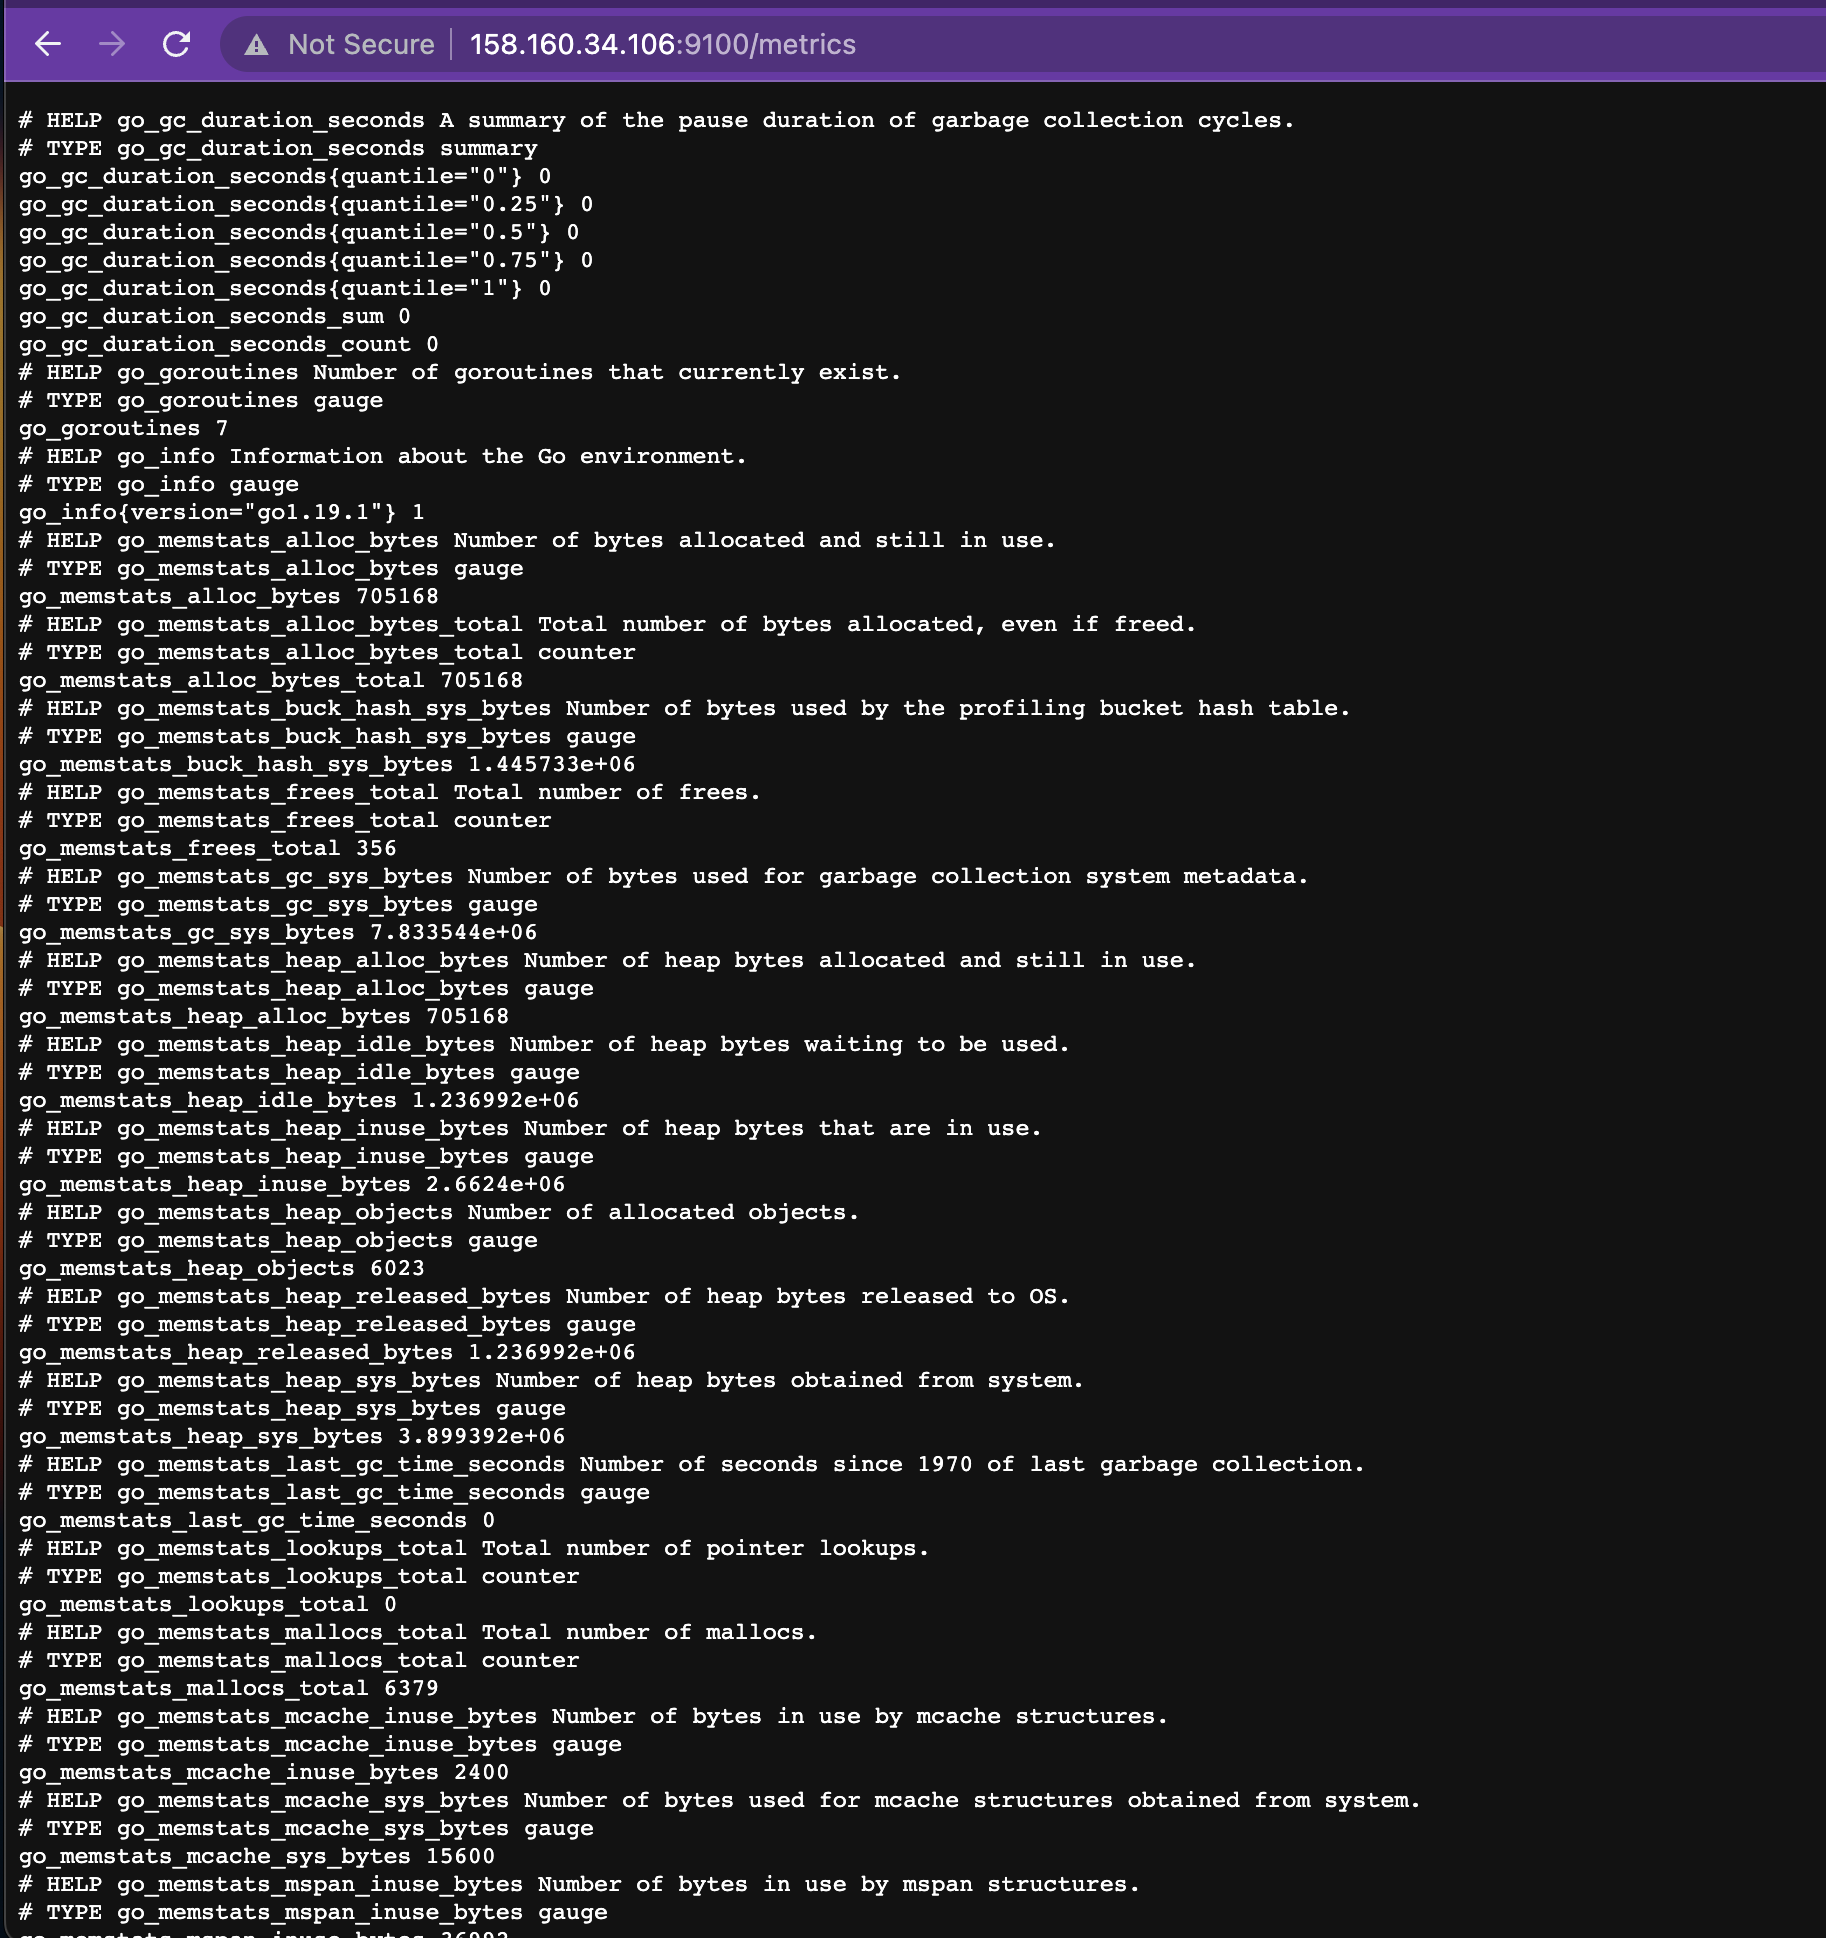 Not Secure 158.160.34.106:9100/metrics
# HELP go_gc_duration_seconds A summary of the pause duration of garbage collection cycles.
# TYPE go_gc_duration_seconds summary
go_gc_duration_seconds{quantile="0"} 0
go_gc_duration_seconds{quantile="0.25"} 0
go_gc_duration_seconds{quantile="0.5"} 0
go_gc_duration_seconds{quantile="0.75"} 0
go_gc_duration_seconds{quantile="1"} 0
go_gc_duration_seconds_sum 0
go_gc_duration_seconds_count 0
# HELP go_goroutines Number of goroutines that currently exist.
# TYPE go_goroutines gauge
go_goroutines 7
# HELP go_info Information about the Go environment.
# TYPE go_info gauge
go_info{version="go1.19.1"} 1
# HELP go_memstats_alloc_bytes Number of bytes allocated and still in use.
# TYPE go_memstats_alloc_bytes gauge
go_memstats_alloc_bytes 705168
# HELP go_memstats_alloc_bytes_total Total number of bytes allocated, even if freed.
# TYPE go_memstats_alloc_bytes_total counter
go_memstats_alloc_bytes_total 705168
# HELP go_memstats_buck_hash_sys_bytes Number of bytes used by the profiling bucket hash table.
# TYPE go_memstats_buck_hash_sys_bytes gauge
go_memstats_buck_hash_sys_bytes 1.445733e+06
# HELP go_memstats_frees_total Total number of frees.
# TYPE go_memstats_frees_total counter
go_memstats_frees_total 356
# HELP go_memstats_gc_sys_bytes Number of bytes used for garbage collection system metadata.
# TYPE go_memstats_gc_sys_bytes gauge
go_memstats_gc_sys_bytes 7.833544e+06
# HELP go_memstats_heap_alloc_bytes Number of heap bytes allocated and still in use.
# TYPE go_memstats_heap_alloc_bytes gauge
go_memstats_heap_alloc_bytes 705168
# HELP go_memstats_heap_idle_bytes Number of heap bytes waiting to be used.
# TYPE go_memstats_heap_idle_bytes gauge
go_memstats_heap_idle_bytes 1.236992e+06
# HELP go_memstats_heap_inuse_bytes Number of heap bytes that are in use.
# TYPE go_memstats_heap_inuse_bytes gauge
go_memstats_heap_inuse_bytes 2.6624e+06
# HELP go_memstats_heap_objects Number of allocated objects.
# TYPE go_memstats_heap_objects gauge
go_memstats_heap_objects 6023
# HELP go_memstats_heap_released_bytes Number of heap bytes released to OS.
# TYPE go_memstats_heap_released_bytes gauge
go_memstats_heap_released_bytes 1.236992e+06
# HELP go_memstats_heap_sys_bytes Number of heap bytes obtained from system.
# TYPE go_memstats_heap_sys_bytes gauge
go_memstats_heap_sys_bytes 3.899392e+06
# HELP go_memstats_last_gc_time_seconds Number of seconds since 1970 of last garbage collection.
# TYPE go_memstats_last_gc_time_seconds gauge
go_memstats_last_gc_time_seconds 0
# HELP go_memstats_lookups_total Total number of pointer lookups.
# TYPE go_memstats_lookups_total counter
go_memstats_lookups_total 0
# HELP go_memstats_mallocs_total Total number of mallocs.
# TYPE go_memstats_mallocs_total counter
go_memstats_mallocs_total 6379
# HELP go_memstats_mcache_inuse_bytes Number of bytes in use by mcache structures.
# TYPE go_memstats_mcache_inuse_bytes gauge
go_memstats_mcache_inuse_bytes 2400
# HELP go_memstats_mcache_sys_bytes Number of bytes used for mcache structures obtained from system.
# TYPE go_memstats_mcache_sys_bytes gauge
go_memstats_mcache_sys_bytes 15600
# HELP go_memstats_mspan_inuse_bytes Number of bytes in use by mspan structures.
# TYPE go_memstats_mspan_inuse_bytes gauge
go_memstats_mspan_inuse_bytes